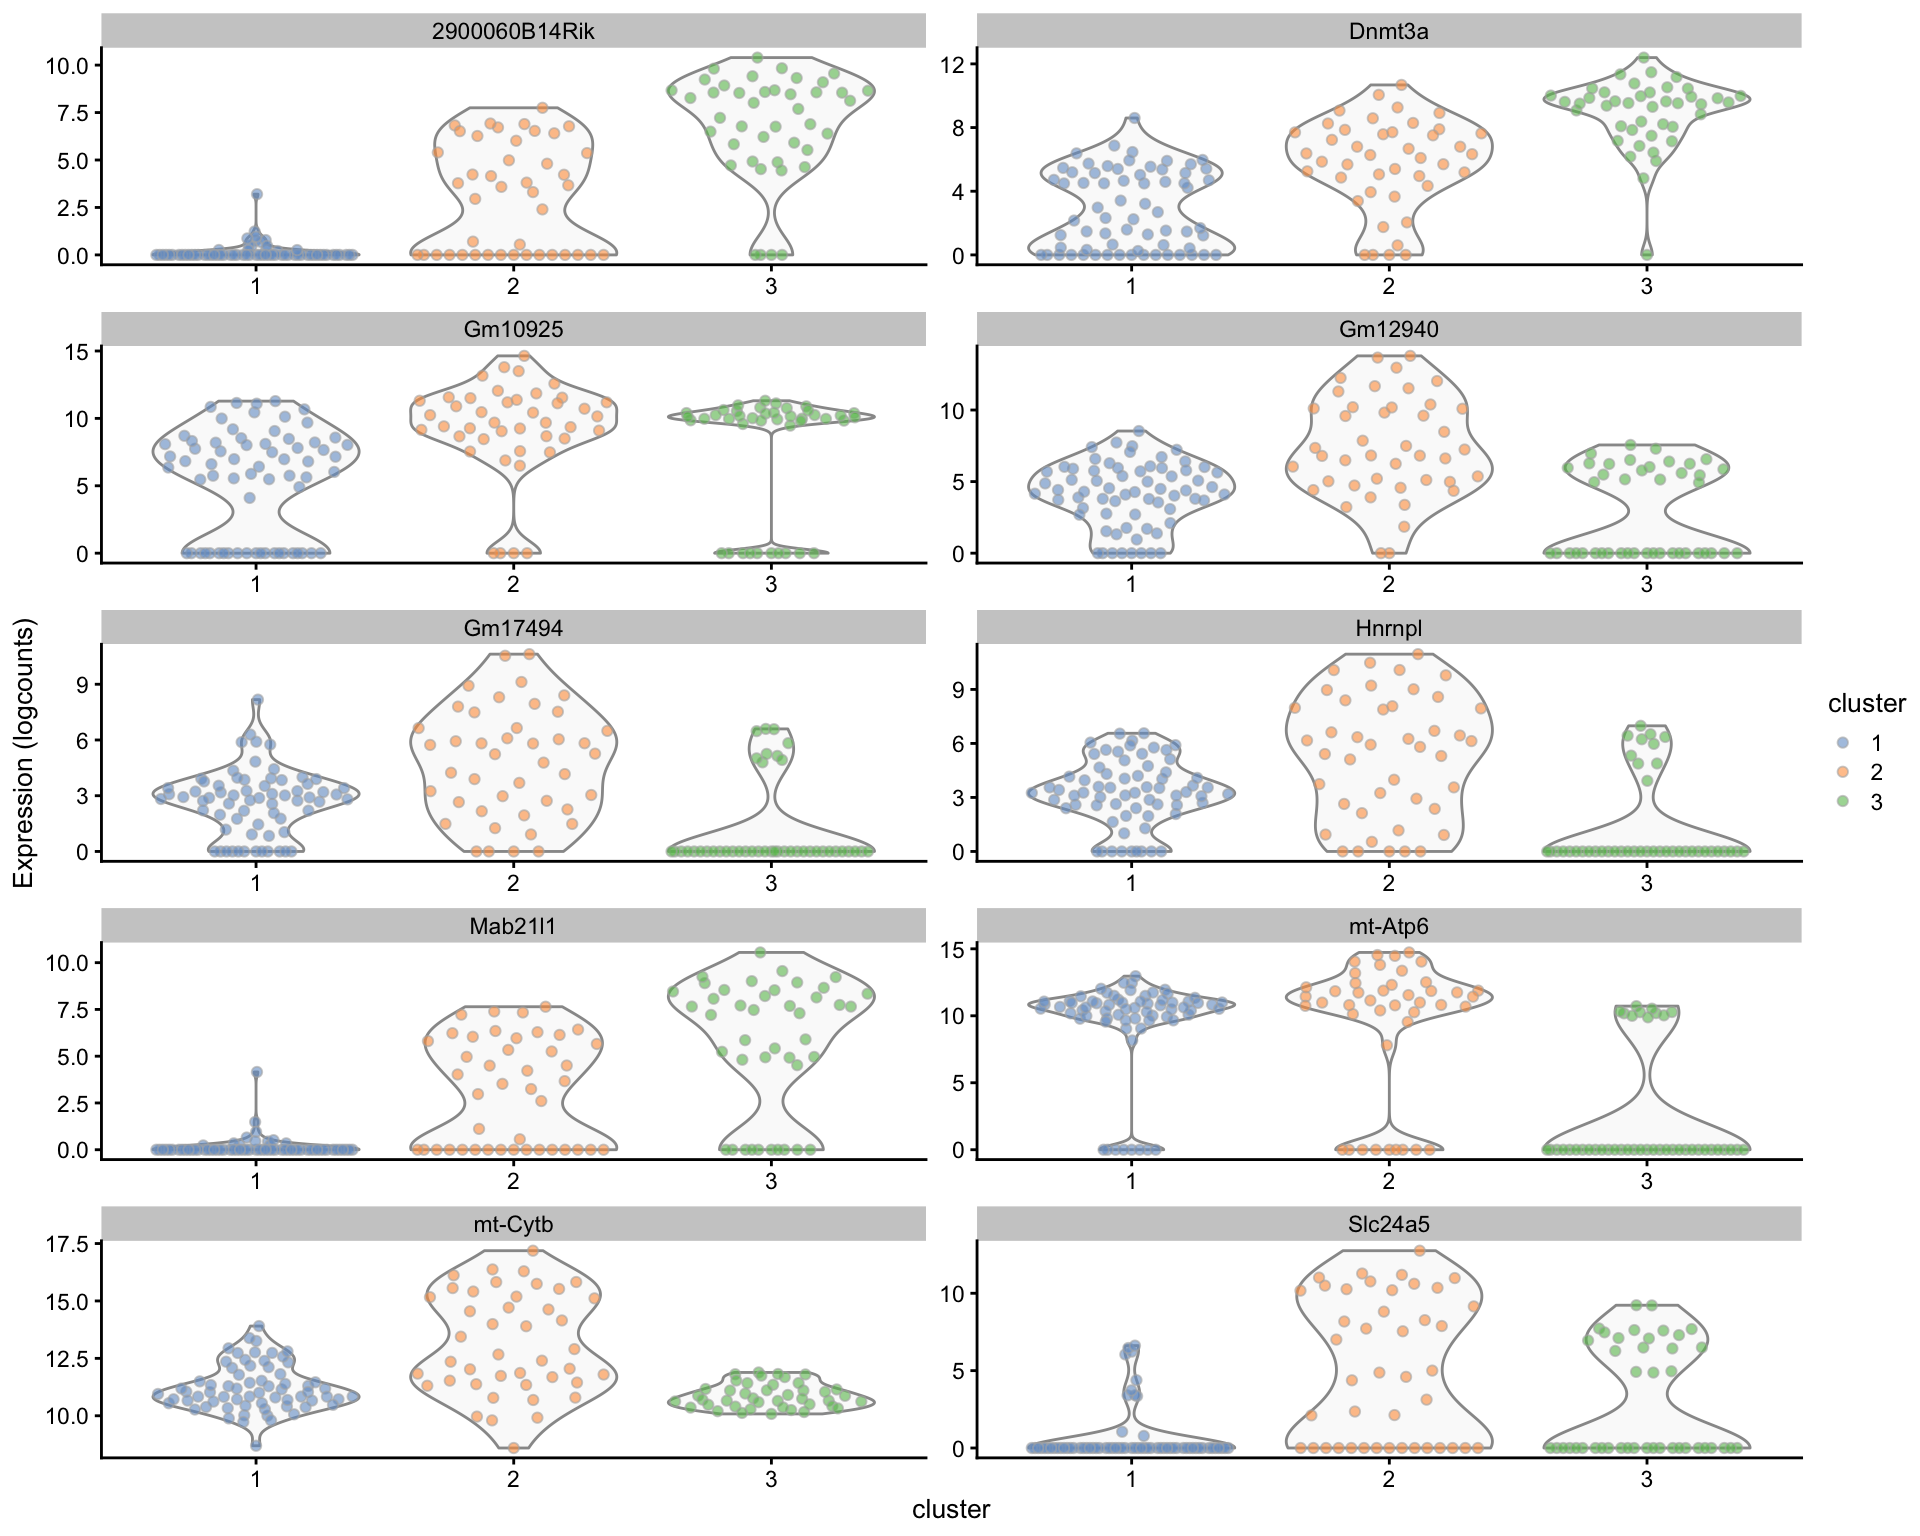 2900060B14Rik
10.0
7.5
5.0
2.5
0.0
1 2 3
Dnmt3a
12
8
4
0
1 2 3
Gm10925
15
10
5
0
1 2 3
Gm12940
10
5
0
1 2 3
Gm17494
9
6
3
0
1 2 3
Hnrnpl
9
6
3
0
1 2 3
Mab21l1
10.0
7.5
5.0
2.5
0.0
1 2 3
mt-Atp6
15
10
5
0
1 2 3
mt-Cytb
17.5
15.0
12.5
10.0
1 2 3
Slc24a5
10
5
0
1 2 3
Expression (logcounts)
cluster
cluster
1
2
3